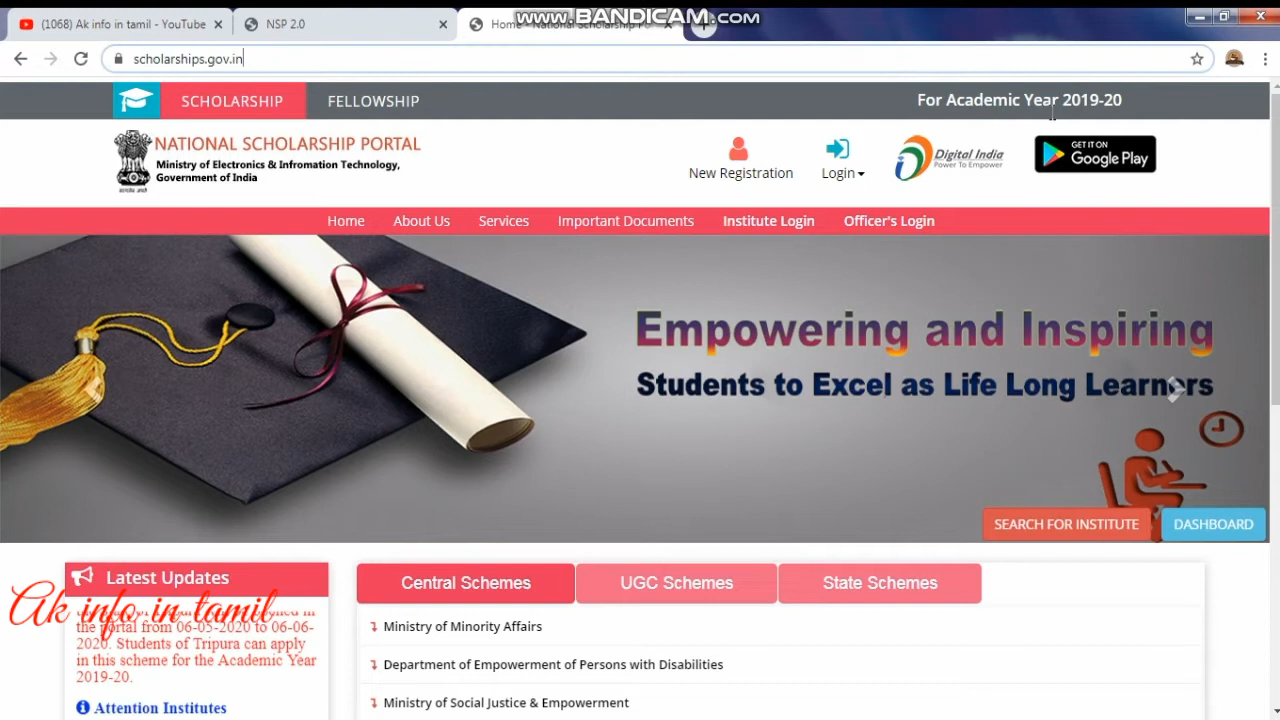 www.BANDICAM.com
(1068) Ak info in tamil - YouTube
NSP 2.0
scholarships.gov.in
SCHOLARSHIP
FELLOWSHIP
For Academic Year 2019-20
NATIONAL SCHOLARSHIP PORTAL
Ministry of Electronics & Infromation Technology,
Government of India
New Registration
Login
Digital India
Power To Empower
GET IT ON
Google Play
Home
About Us
Services
Important Documents
Institute Login
Officer's Login
Empowering and Inspiring
Students to Excel as Life Long Learners
SEARCH FOR INSTITUTE
DASHBOARD
Latest Updates
Ak info in tamil
the portal from 06-05-2020 to 06-06-
2020. Students of Tripura can apply
in this scheme for the Academic Year
2019-20.
Attention Institutes
Central Schemes
UGC Schemes
State Schemes
Ministry of Minority Affairs
Department of Empowerment of Persons with Disabilities
Ministry of Social Justice & Empowerment